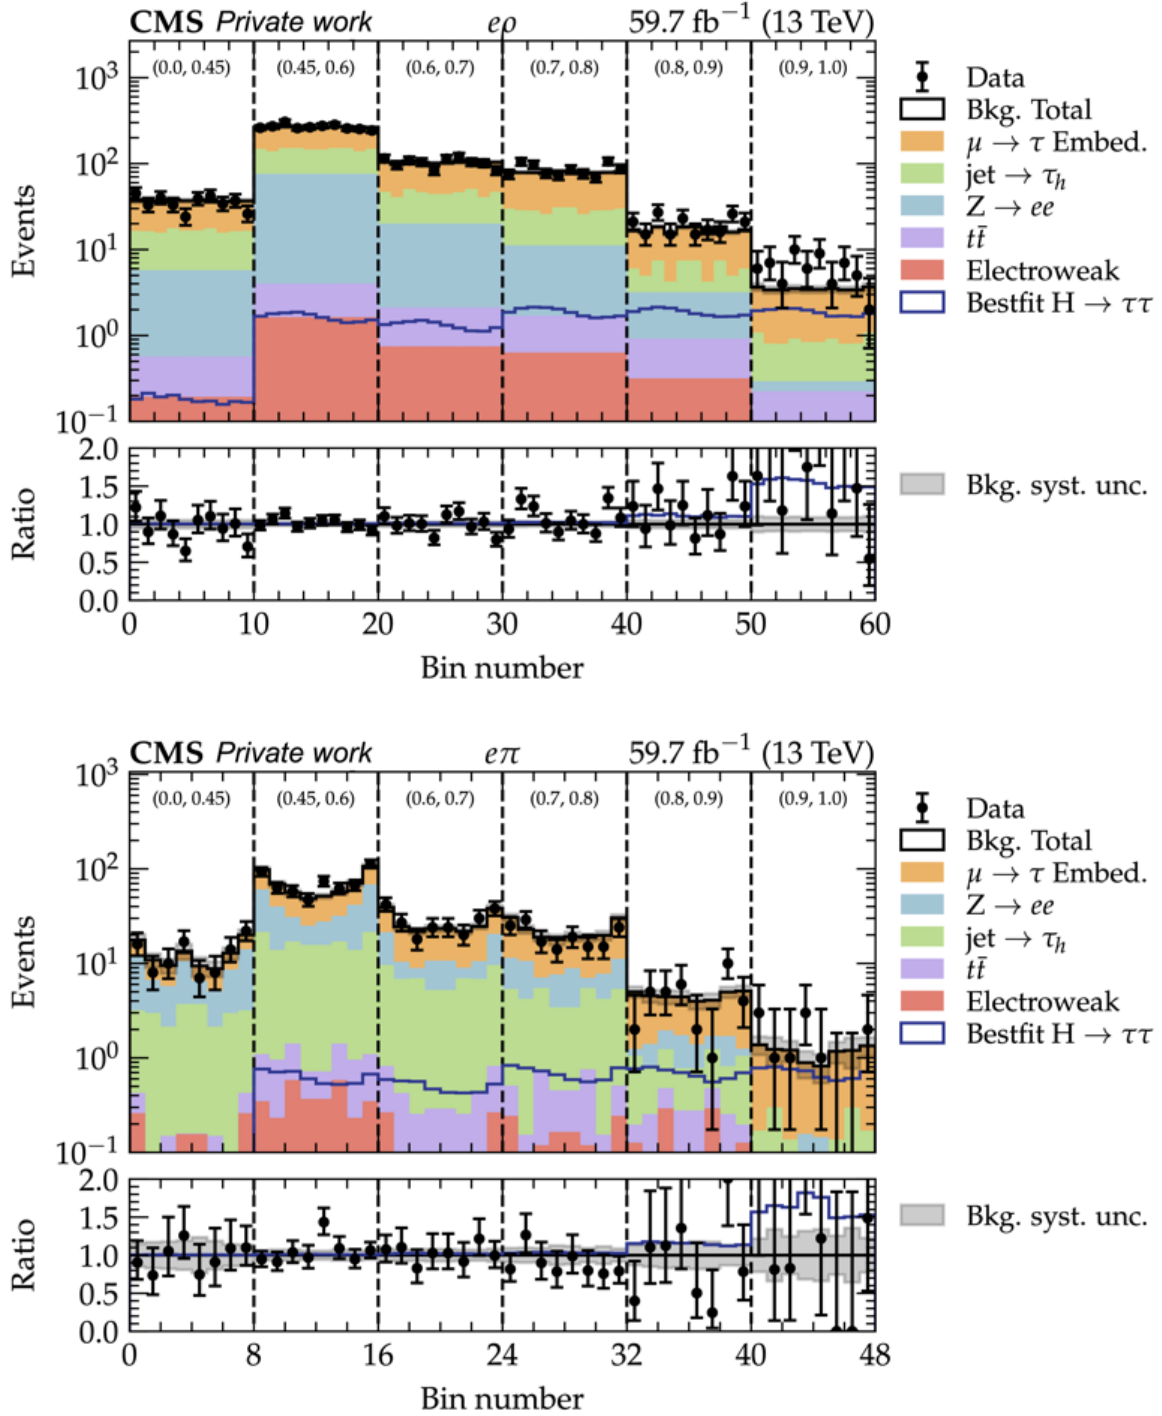 CMS Private work eρ 59.7 fb⁻¹ (13 TeV)
(0.0, 0.45) (0.45, 0.6) (0.6, 0.7) (0.7, 0.8) (0.8, 0.9) (0.9, 1.0)
Events
10³
10²
10¹
10⁰
10⁻¹
Data
Bkg. Total
μ → τ Embed.
jet → τₕ
Z → ee
tt̄
Electroweak
Bestfit H → ττ
Ratio
2.0
1.5
1.0
0.5
0.0
Bkg. syst. unc.
0 10 20 30 40 50 60
Bin number
CMS Private work eπ 59.7 fb⁻¹ (13 TeV)
(0.0, 0.45) (0.45, 0.6) (0.6, 0.7) (0.7, 0.8) (0.8, 0.9) (0.9, 1.0)
Events
10³
10²
10¹
10⁰
10⁻¹
Data
Bkg. Total
μ → τ Embed.
Z → ee
jet → τₕ
tt̄
Electroweak
Bestfit H → ττ
Ratio
2.0
1.5
1.0
0.5
0.0
Bkg. syst. unc.
0 8 16 24 32 40 48
Bin number